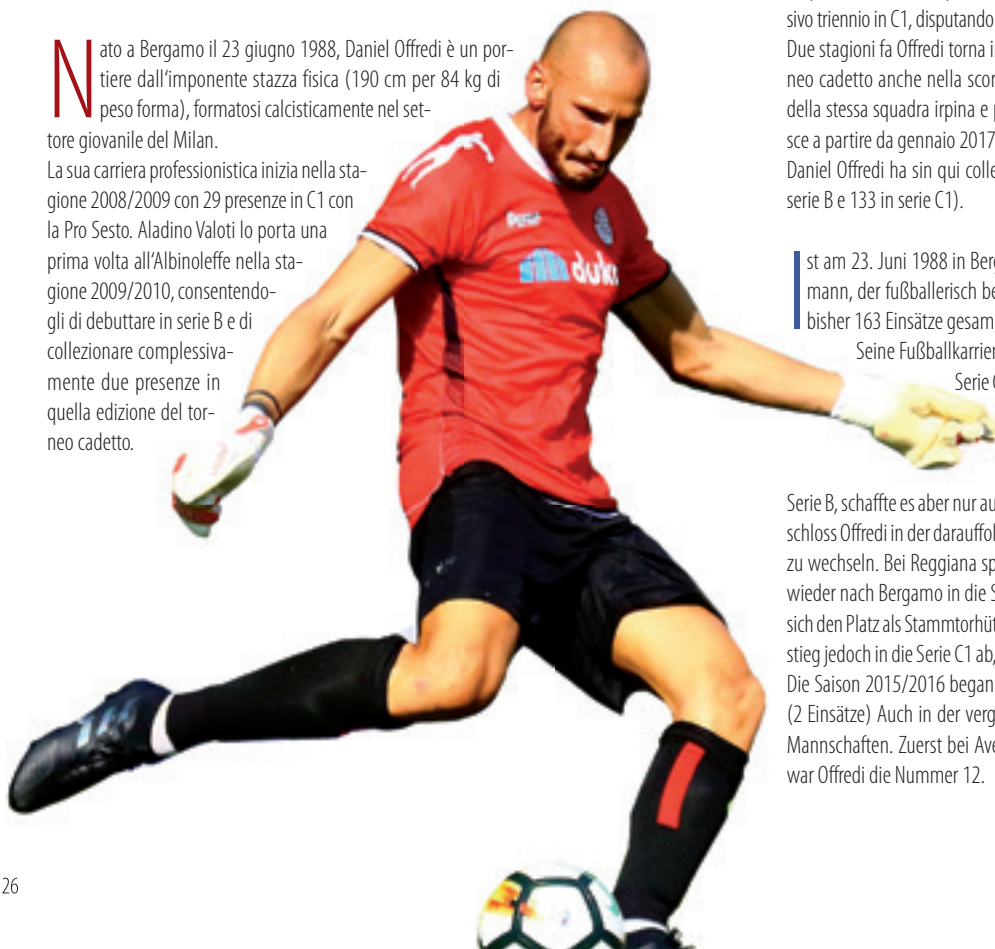 Nato a Bergamo il 23 giugno 1988, Daniel Offredi è un por-
tiere dall'imponente stazza fisica (190 cm per 84 kg di
peso forma), formatosi calcisticamente nel set-
tore giovanile del Milan.
La sua carriera professionistica inizia nella sta-
gione 2008/2009 con 29 presenze in C1 con
la Pro Sesto. Aladino Valoti lo porta una
prima volta all'Albinoleffe nella sta-
gione 2009/2010, consentendo-
gli di debuttare in serie B e di
collezionare complessiva-
mente due presenze in
quella edizione del tor-
neo cadetto.
sivo triennio in C1, disputando
Due stagioni fa Offredi torna i
neo cadetto anche nella scor
della stessa squadra irpina e p
sce a partire da gennaio 2017
Daniel Offredi ha sin qui colle
serie B e 133 in serie C1).
Ist am 23. Juni 1988 in Berg
mann, der fußballerisch be
bisher 163 Einsätze gesam
Seine Fußballkarrier
Serie
Serie B, schaffte es aber nur au
schloss Offredi in der darauffol
zu wechseln. Bei Reggiana sp
wieder nach Bergamo in die S
sich den Platz als Stammtorhüt
stieg jedoch in die Serie C1 ab,
Die Saison 2015/2016 began
(2 Einsätze) Auch in der verg
Mannschaften. Zuerst bei Ave
war Offredi die Nummer 12.
duka
26